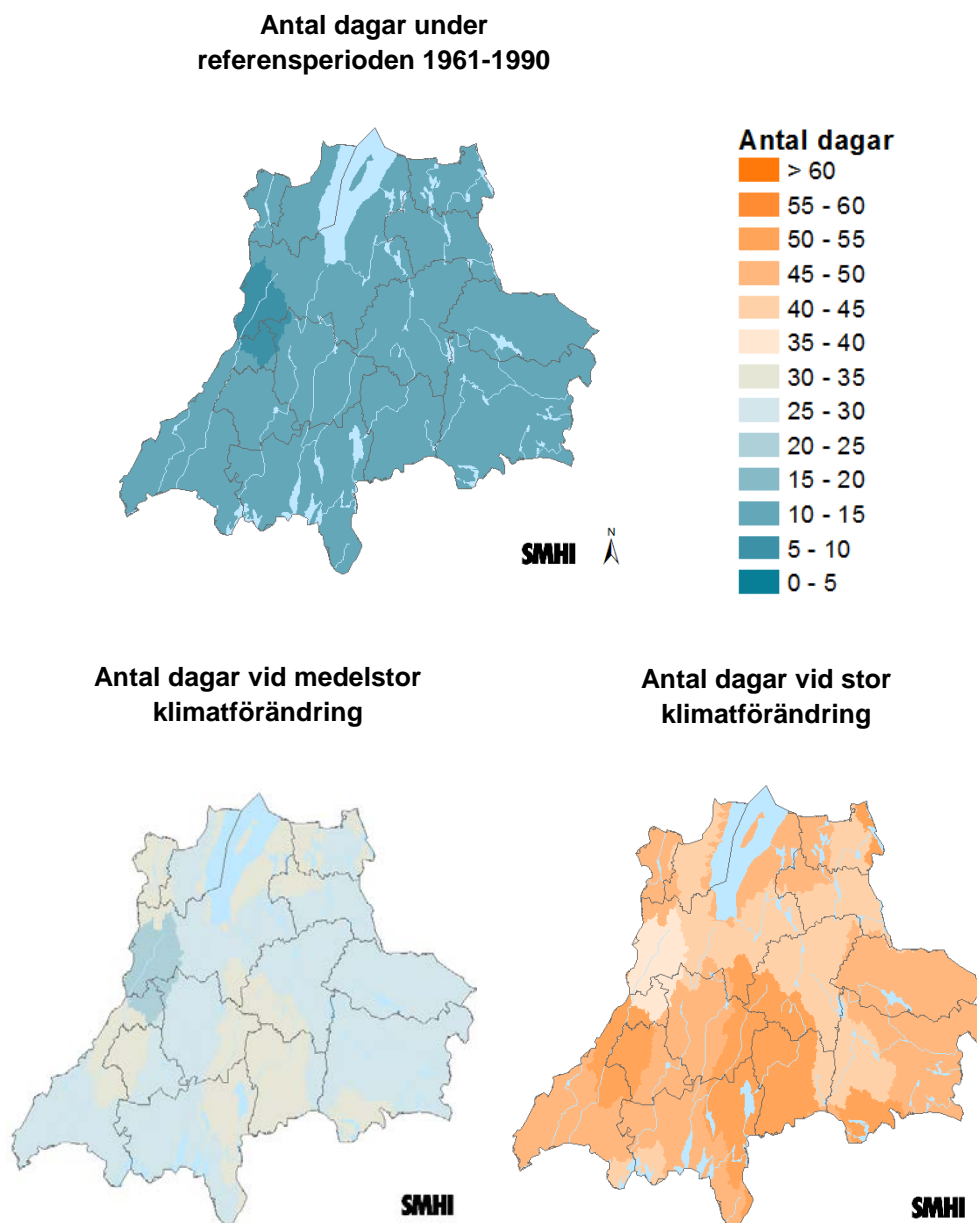 Antal dagar under
referensperioden 1961-1990
Antal dagar
> 60
55 - 60
50 - 55
45 - 50
40 - 45
35 - 40
30 - 35
25 - 30
20 - 25
15 - 20
10 - 15
5 - 10
0 - 5
SMHI
N
Antal dagar vid medelstor
klimatförändring
Antal dagar vid stor
klimatförändring
SMHI
SMHI